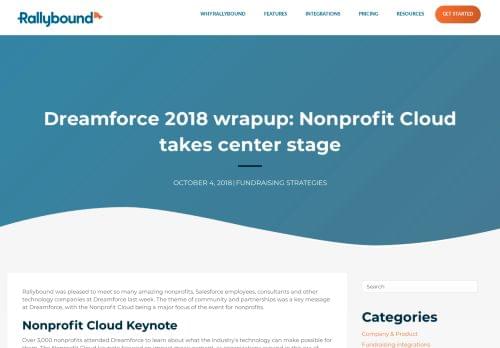 Rallybound
WHY RALLYBOUND
FEATURES
INTEGRATIONS
PRICING
RESOURCES
GET STARTED
Dreamforce 2018 wrapup: Nonprofit Cloud
takes center stage
OCTOBER 4, 2018 | FUNDRAISING STRATEGIES
Rallybound was pleased to meet so many amazing nonprofits, Salesforce employees, consultants and other
technology companies at Dreamforce last week. The theme of community and partnerships was a key message
at Dreamforce, with the Nonprofit Cloud being a major focus of the event for nonprofits.
Nonprofit Cloud Keynote
Over 3,000 nonprofits attended Dreamforce to learn about what the industry's technology can make possible for
Search
Categories
Company & Product
Fundraising integrations